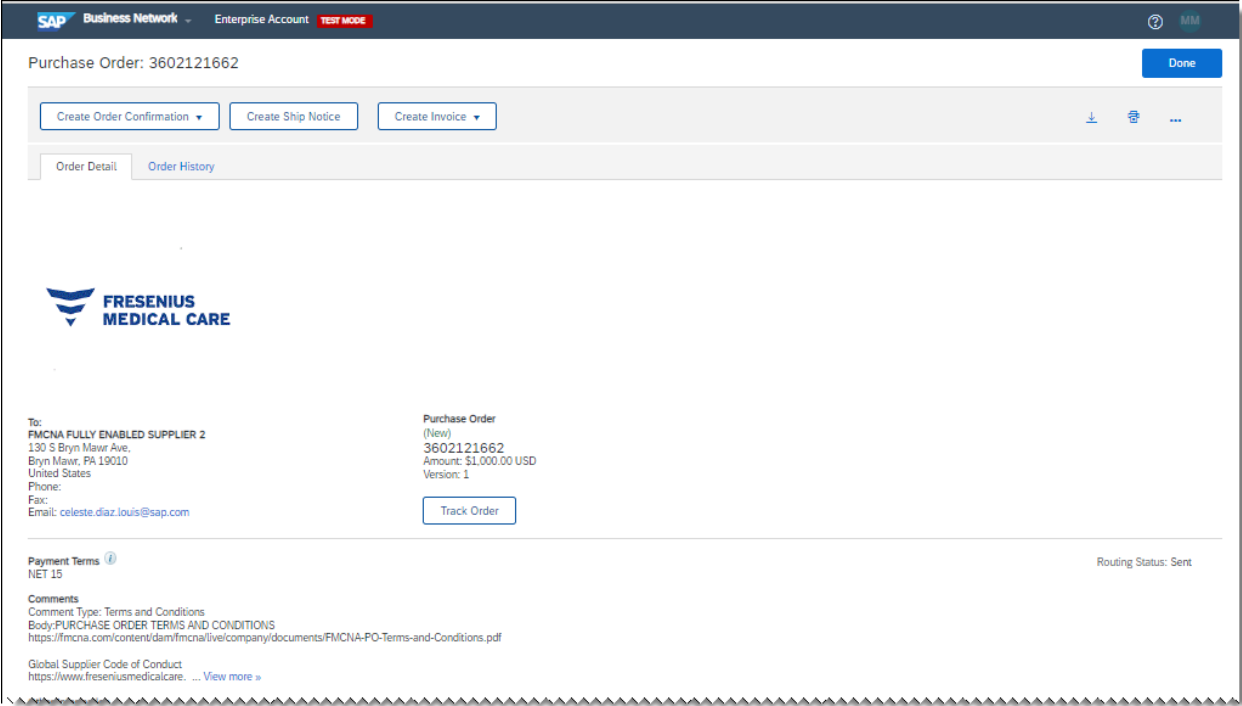 SAP Business Network Enterprise Account TEST MODE MM
Purchase Order: 3602121662 Done
Create Order Confirmation Create Ship Notice Create Invoice ...
Order Detail Order History
FRESENIUS
MEDICAL CARE
To:
FMCNA FULLY ENABLED SUPPLIER 2
130 S Bryn Mawr Ave,
Bryn Mawr, PA 19010
United States
Phone:
Fax:
Email: celeste.diaz.louis@sap.com
Purchase Order
(New)
3602121662
Amount: $1,000.00 USD
Version: 1
Track Order
Payment Terms i
NET 15
Routing Status: Sent
Comments
Comment Type: Terms and Conditions
Body:PURCHASE ORDER TERMS AND CONDITIONS
https://fmcna.com/content/dam/fmcna/live/company/documents/FMCNA-PO-Terms-and-Conditions.pdf
Global Supplier Code of Conduct
https://www.freseniusmedicalcare. ... View more »